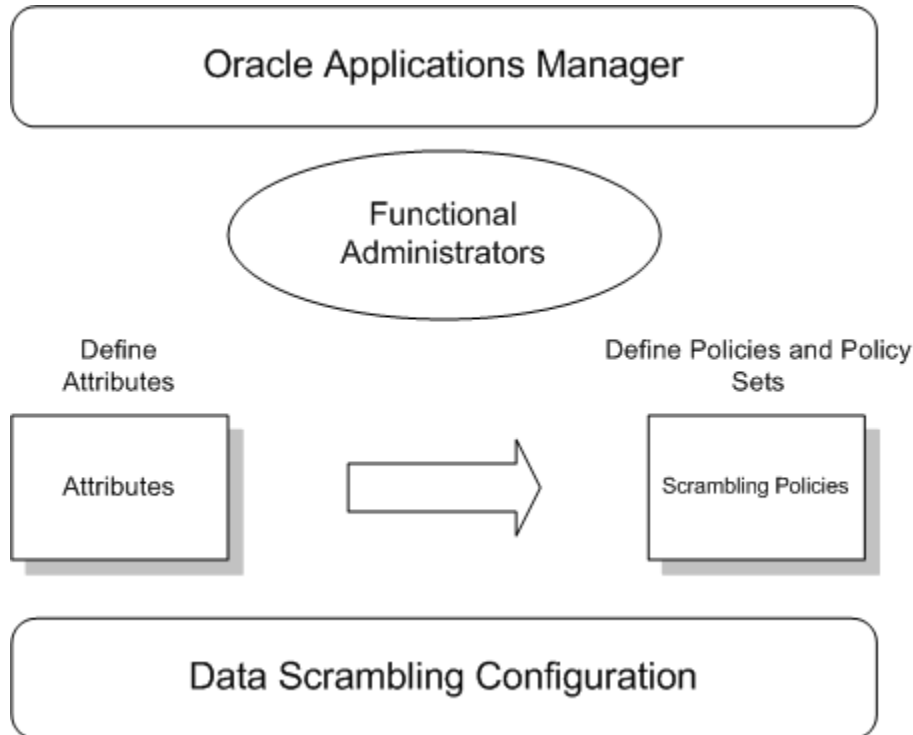 Oracle Applications Manager
Functional
Administrators
Define
Attributes
Define Policies and Policy
Sets
Attributes
Scrambling Policies
Data Scrambling Configuration